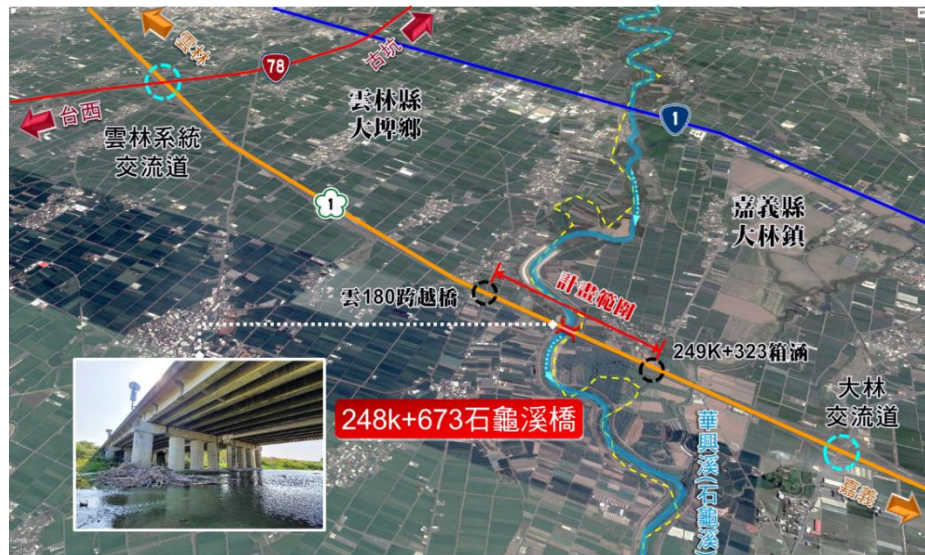 雲林
78
古坑
台西
雲林系統
交流道
雲林縣
大埤鄉
1
1
嘉義縣
大林鎮
計畫範圍
雲180跨越橋
249K+323箱涵
248k+673石龜溪橋
大林
交流道
華興溪(石龜溪)
嘉義